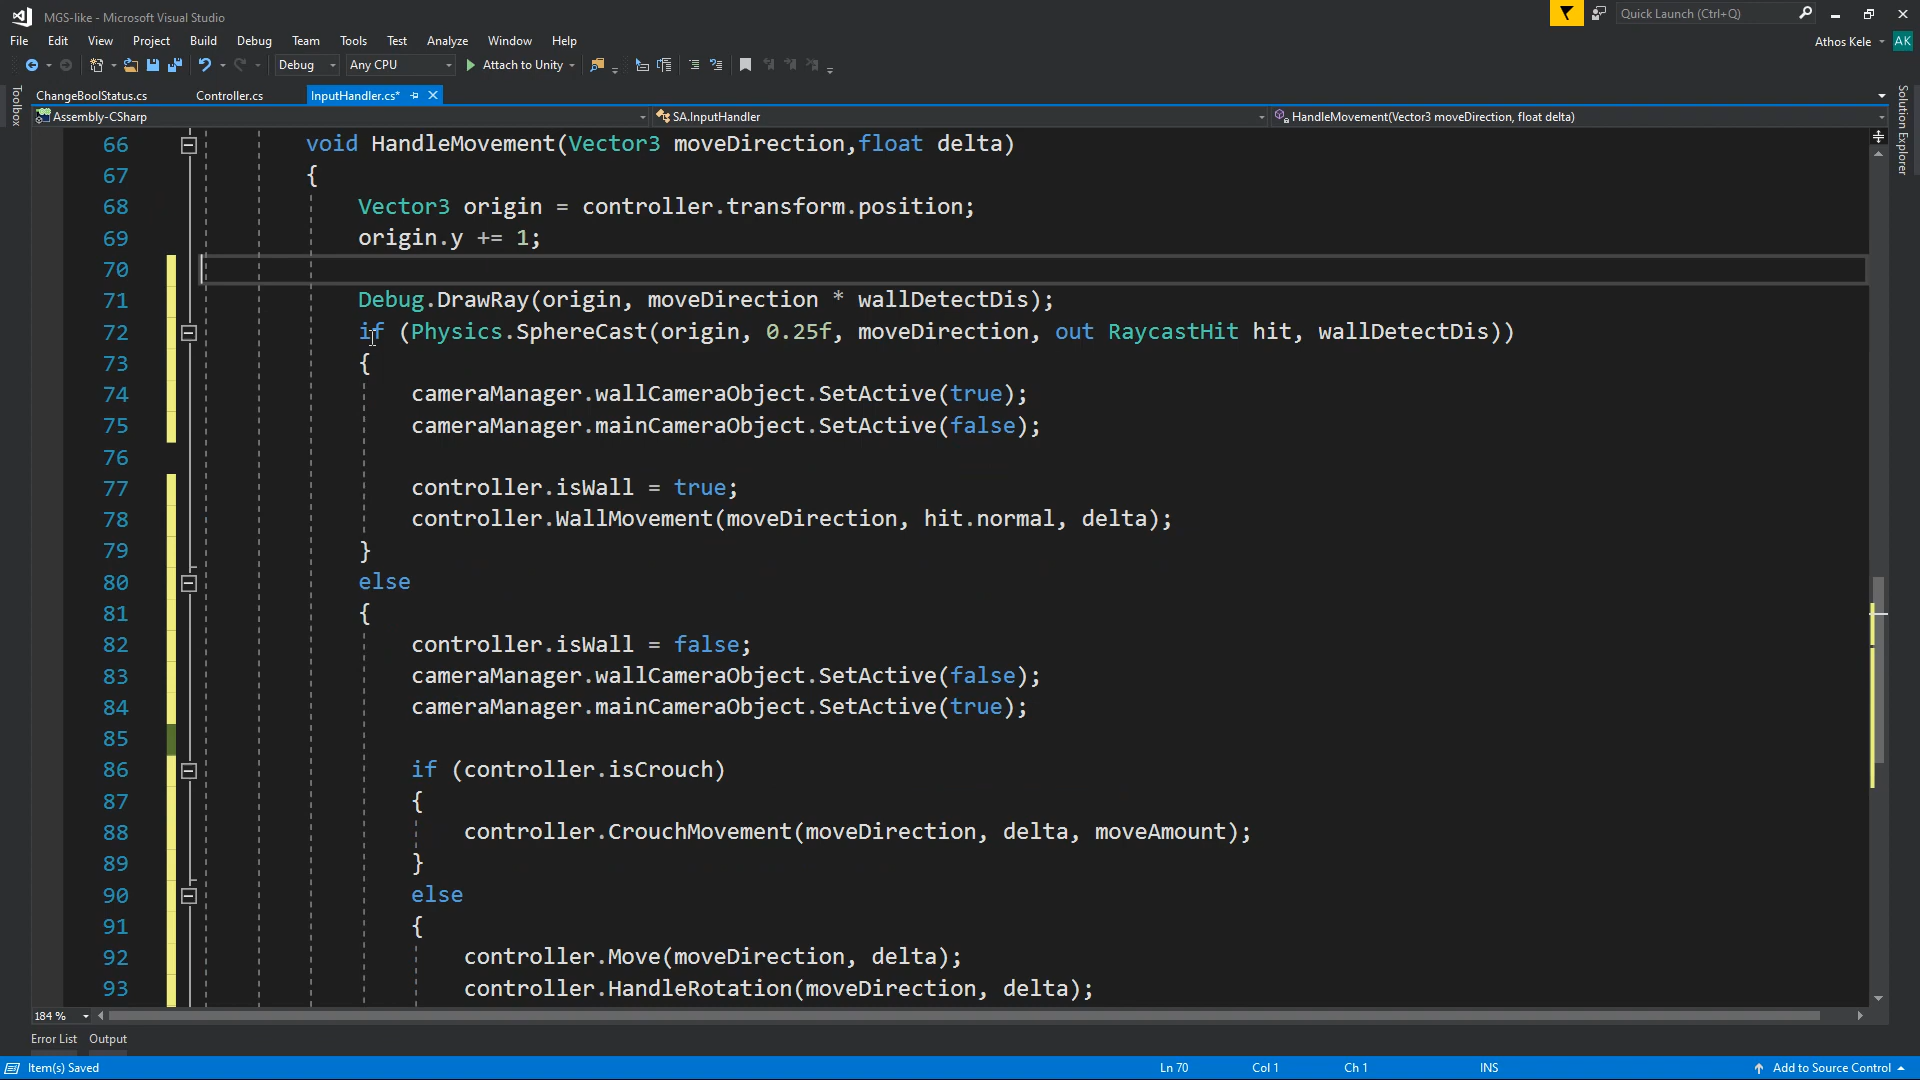 MGS-like - Microsoft Visual Studio
Quick Launch (Ctrl+Q)
File Edit View Project Build Debug Team Tools Test Analyze Window Help
Athos Kele AK
Debug Any CPU Attach to Unity
Toolbox
ChangeBoolStatus.cs Controller.cs InputHandler.cs*
Solution Explorer
Assembly-CSharp SA.InputHandler HandleMovement(Vector3 moveDirection, float delta)
66 void HandleMovement(Vector3 moveDirection,float delta)
67 {
68 Vector3 origin = controller.transform.position;
69 origin.y += 1;
70
71 Debug.DrawRay(origin, moveDirection * wallDetectDis);
72 if (Physics.SphereCast(origin, 0.25f, moveDirection, out RaycastHit hit, wallDetectDis))
73 {
74 cameraManager.wallCameraObject.SetActive(true);
75 cameraManager.mainCameraObject.SetActive(false);
76
77 controller.isWall = true;
78 controller.WallMovement(moveDirection, hit.normal, delta);
79 }
80 else
81 {
82 controller.isWall = false;
83 cameraManager.wallCameraObject.SetActive(false);
84 cameraManager.mainCameraObject.SetActive(true);
85
86 if (controller.isCrouch)
87 {
88 controller.CrouchMovement(moveDirection, delta, moveAmount);
89 }
90 else
91 {
92 controller.Move(moveDirection, delta);
93 controller.HandleRotation(moveDirection, delta);
184 %
Error List Output
Item(s) Saved Ln 70 Col 1 Ch 1 INS Add to Source Control